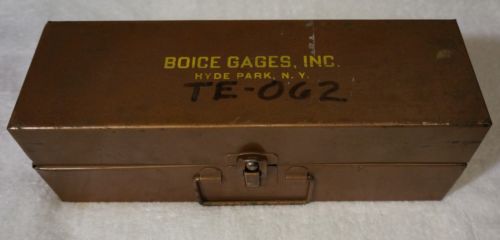 BOICE GAGES, INC.
HYDE PARK, N. Y.
TE-062